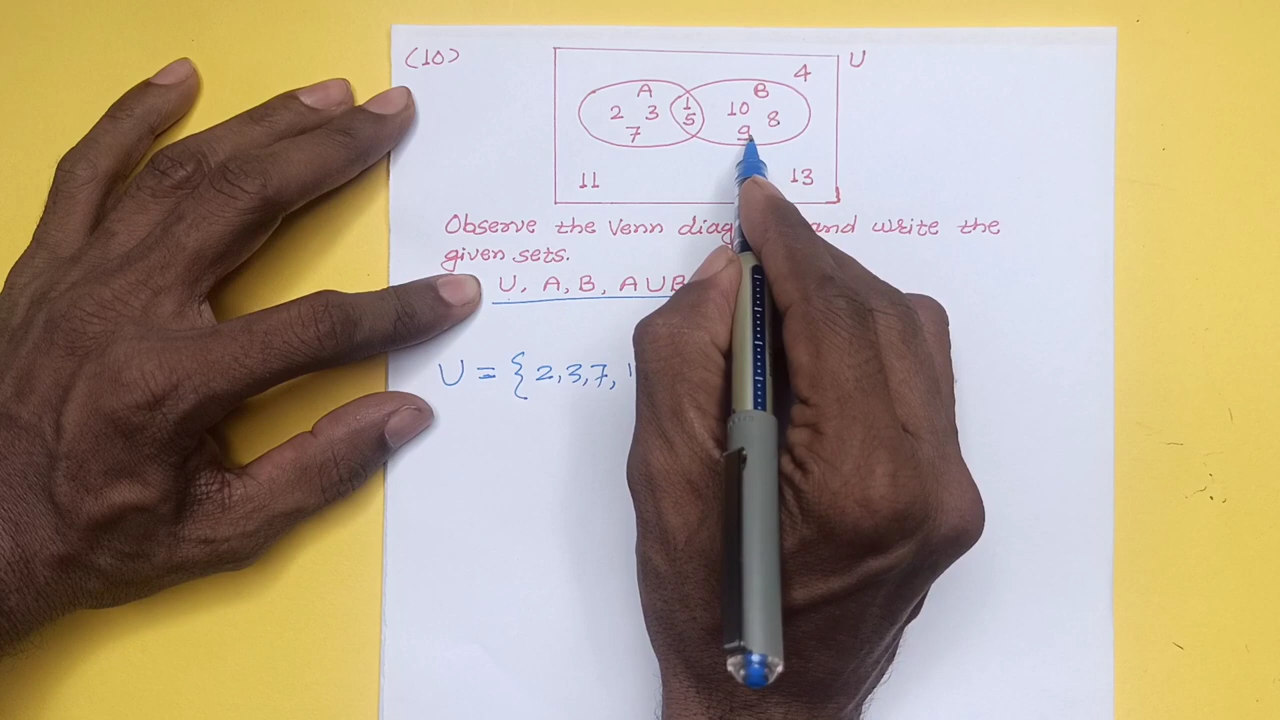 (10)
U
4
A
B
2 3 1 10
5 8
7 9
11 13
Observe the Venn and write the
given sets.
U, A, B, A U B
U = { 2, 3, 7, 1